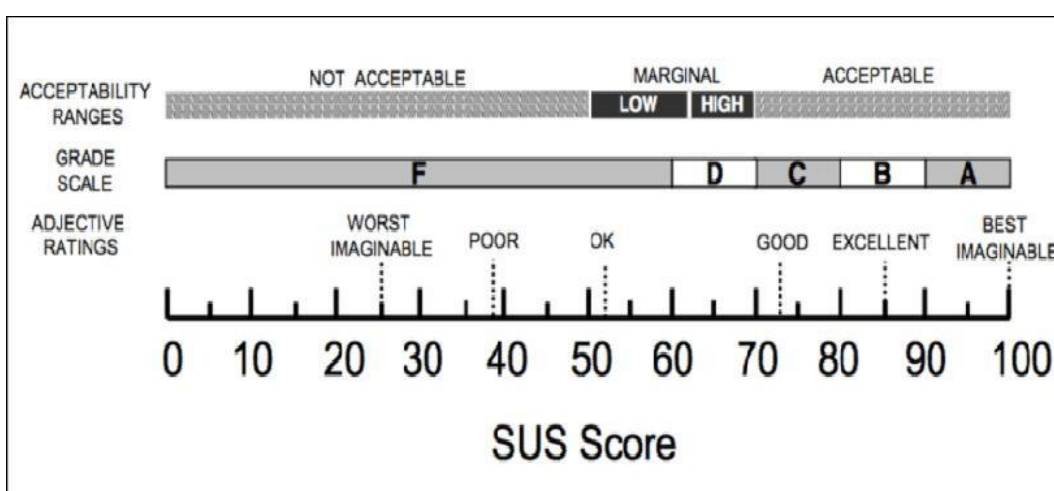 NOT ACCEPTABLE MARGINAL ACCEPTABLE
ACCEPTABILITY
RANGES
LOW HIGH
GRADE
SCALE
F D C B A
ADJECTIVE
RATINGS
WORST
IMAGINABLE
POOR
OK
GOOD
EXCELLENT
BEST
IMAGINABLE
0 10 20 30 40 50 60 70 80 90 100
SUS Score